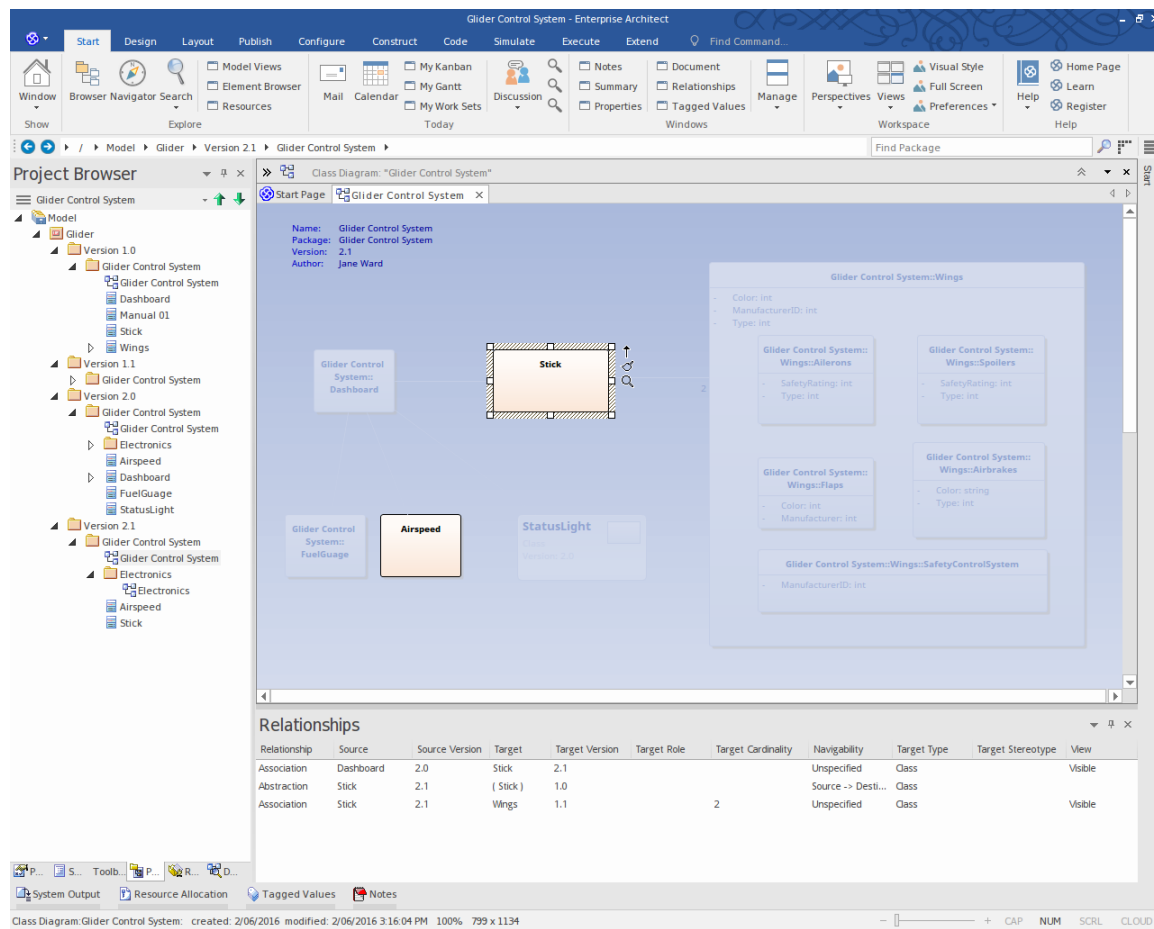 Glider Control System - Enterprise Architect
Start Design Layout Publish Configure Construct Code Simulate Execute Extend Find Command...
Window Browser Navigator Search Model Views Element Browser Resources
Mail Calendar My Kanban My Gantt My Work Sets Discussion
Notes Summary Properties Document Relationships Tagged Values Manage
Perspectives Views Visual Style Full Screen Preferences
Help Home Page Learn Register
Show Explore Today Windows Workspace Help
/ Model Glider Version 2.1 Glider Control System Find Package
Project Browser
Glider Control System
Model
Glider
Version 1.0
Glider Control System
Glider Control System
Dashboard
Manual 01
Stick
Wings
Version 1.1
Glider Control System
Version 2.0
Glider Control System
Glider Control System
Electronics
Airspeed
Dashboard
FuelGuage
StatusLight
Version 2.1
Glider Control System
Glider Control System
Electronics
Electronics
Airspeed
Stick
P... S... Toolb... P... R... D...
Class Diagram: "Glider Control System"
Start Page Glider Control System
Start
Name: Glider Control System
Package: Glider Control System
Version: 2.1
Author: Jane Ward
Glider Control
System::
Dashboard
Stick
2
Glider Control
System::
FuelGuage
Airspeed
StatusLight
Version: 2.0
Glider Control System::Wings
- Color: int
- ManufacturerID: int
- Type: int
Glider Control System::
Wings::Ailerons
- SafetyRating: int
- Type: int
Glider Control System::
Wings::Spoilers
- SafetyRating: int
- Type: int
Glider Control System::
Wings::Flaps
- Color: int
- Manufacturer: int
Glider Control System::
Wings::Airbrakes
- Color: string
- Type: int
Glider Control System::Wings::SafetyControlSystem
- ManufacturerID: int
Relationships
Relationship Source Source Version Target Target Version Target Role Target Cardinality Navigability Target Type Target Stereotype View
Association Dashboard 2.0 Stick 2.1 Unspecified Class Visible
Abstraction Stick 2.1 ( Stick ) 1.0 Source -> Desti... Class
Association Stick 2.1 Wings 1.1 2 Unspecified Class Visible
System Output Resource Allocation Tagged Values Notes
Class Diagram:Glider Control System: created: 2/06/2016 modified: 2/06/2016 3:16:04 PM 100% 799 x 1134 - + CAP NUM SCRL CLOUD